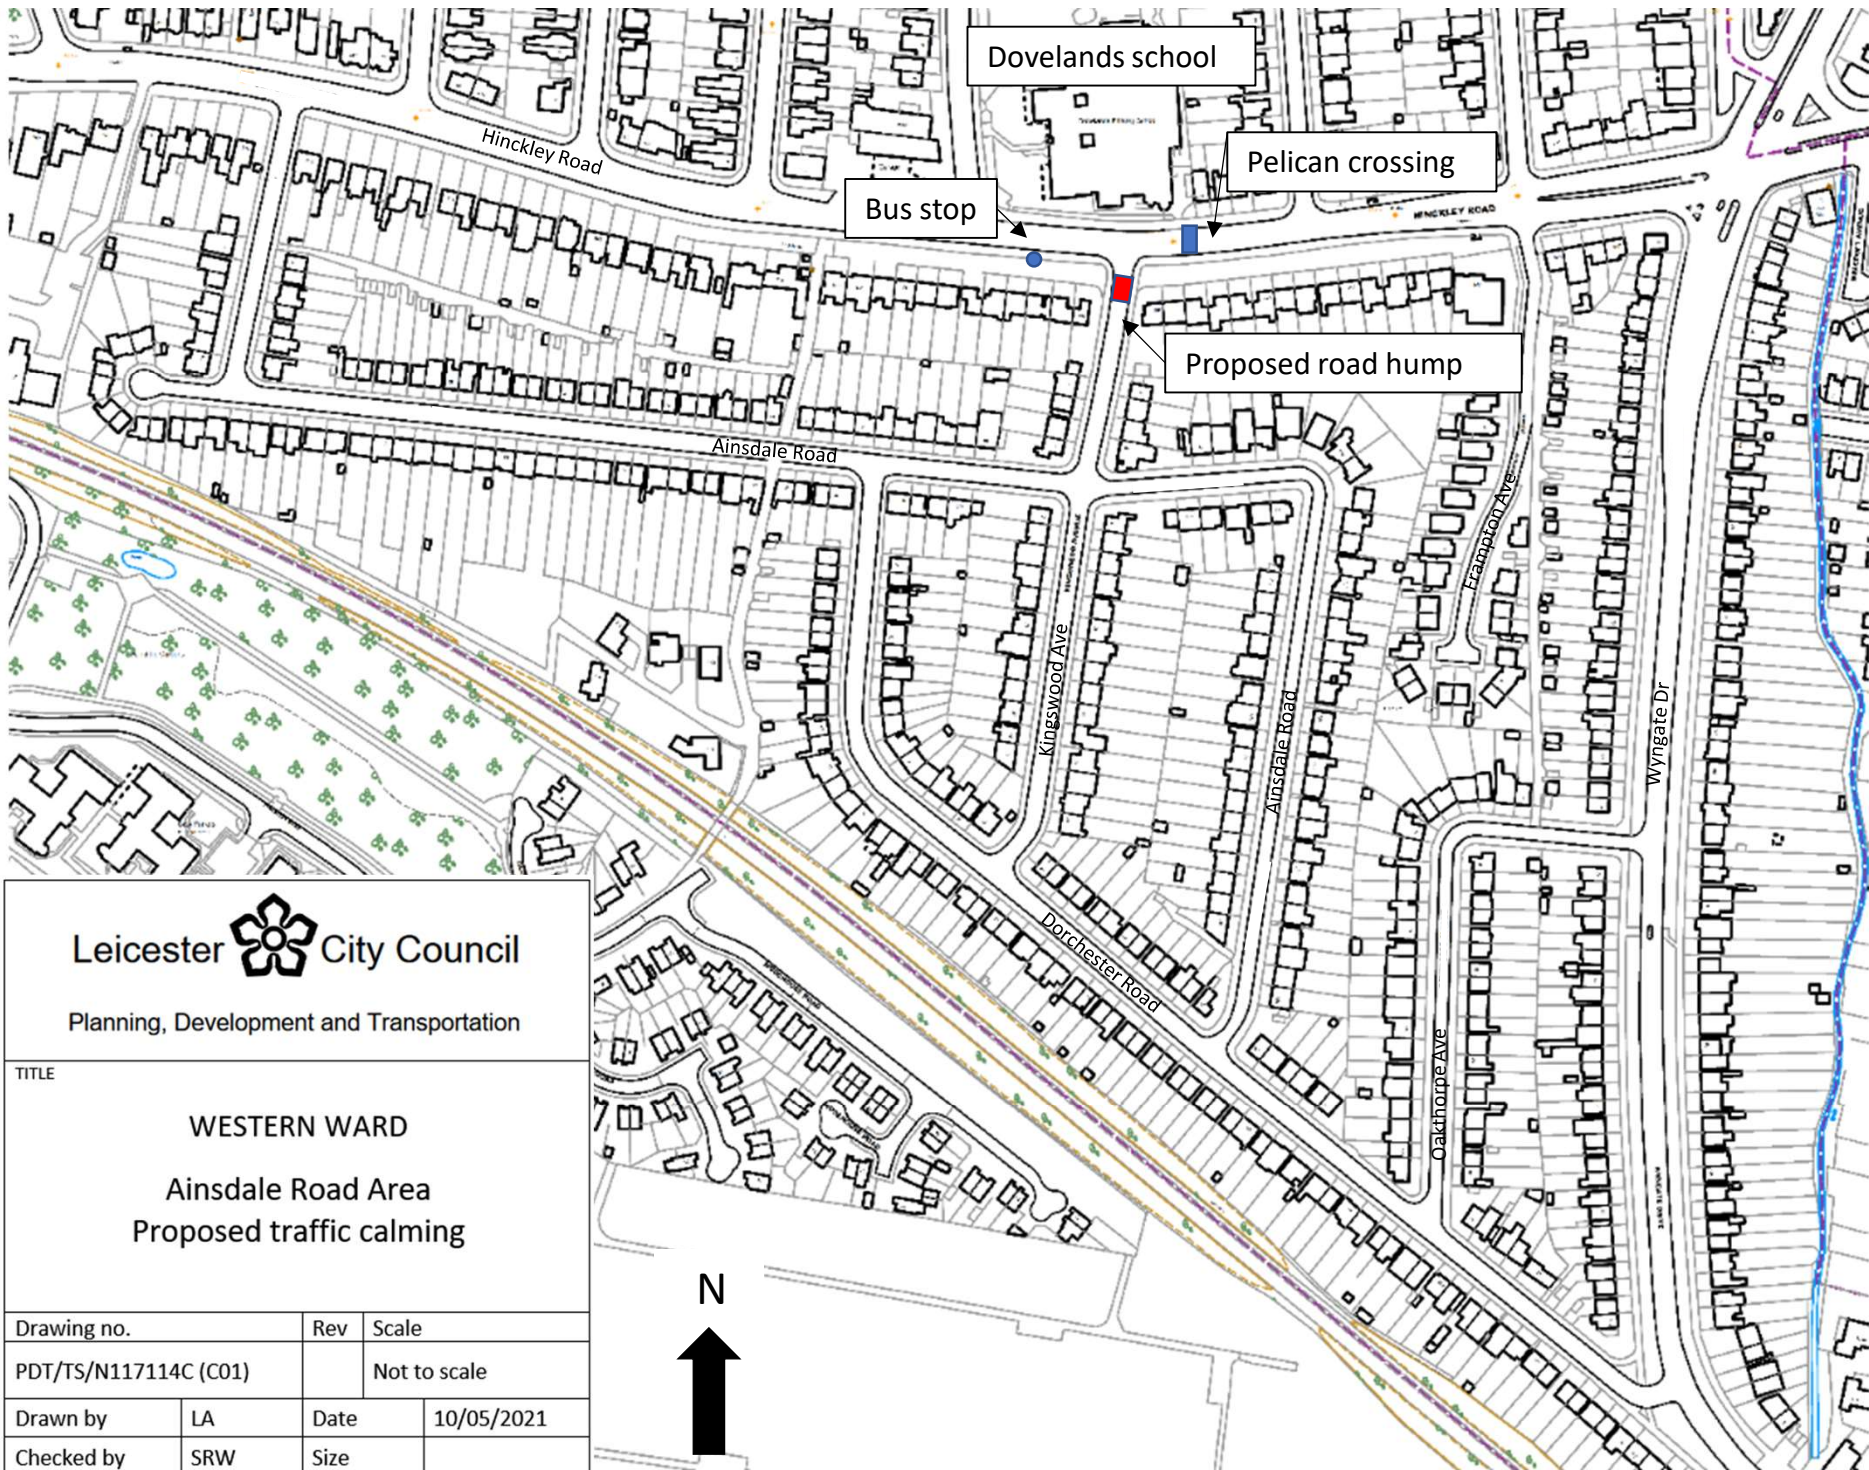 Dovelands school
Pelican crossing
Bus stop
Hinckley Road
HINCKLEY ROAD
Proposed road hump
Ainsdale Road
Frampton Ave
Kingswood Ave
Ainsdale Road
Wyngate Dr
Dorchester Road
Oakthorpe Ave
Leicester City Council
Planning, Development and Transportation
TITLE
WESTERN WARD
Ainsdale Road Area
Proposed traffic calming
Drawing no. Rev Scale
PDT/TS/N117114C (C01) Not to scale
Drawn by LA Date 10/05/2021
Checked by SRW Size
N